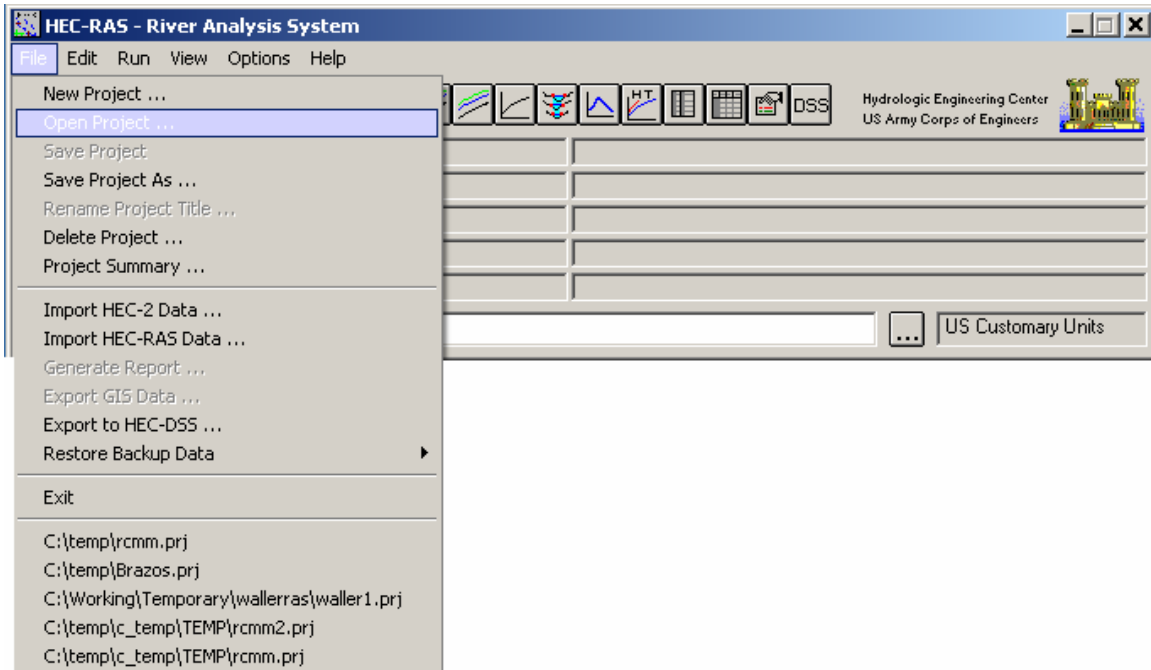 HEC-RAS - River Analysis System
File Edit Run View Options Help
New Project ...
Open Project ...
Save Project
Save Project As ...
Rename Project Title ...
Delete Project ...
Project Summary ...
Import HEC-2 Data ...
Import HEC-RAS Data ...
Generate Report ...
Export GIS Data ...
Export to HEC-DSS ...
Restore Backup Data
Exit
C:\temp\rcmm.prj
C:\temp\Brazos.prj
C:\Working\Temporary\wallerras\waller1.prj
C:\temp\c_temp\TEMP\rcmm2.prj
C:\temp\c_temp\TEMP\rcmm.prj
HT
DSS
Hydrologic Engineering Center
US Army Corps of Engineers
...
US Customary Units